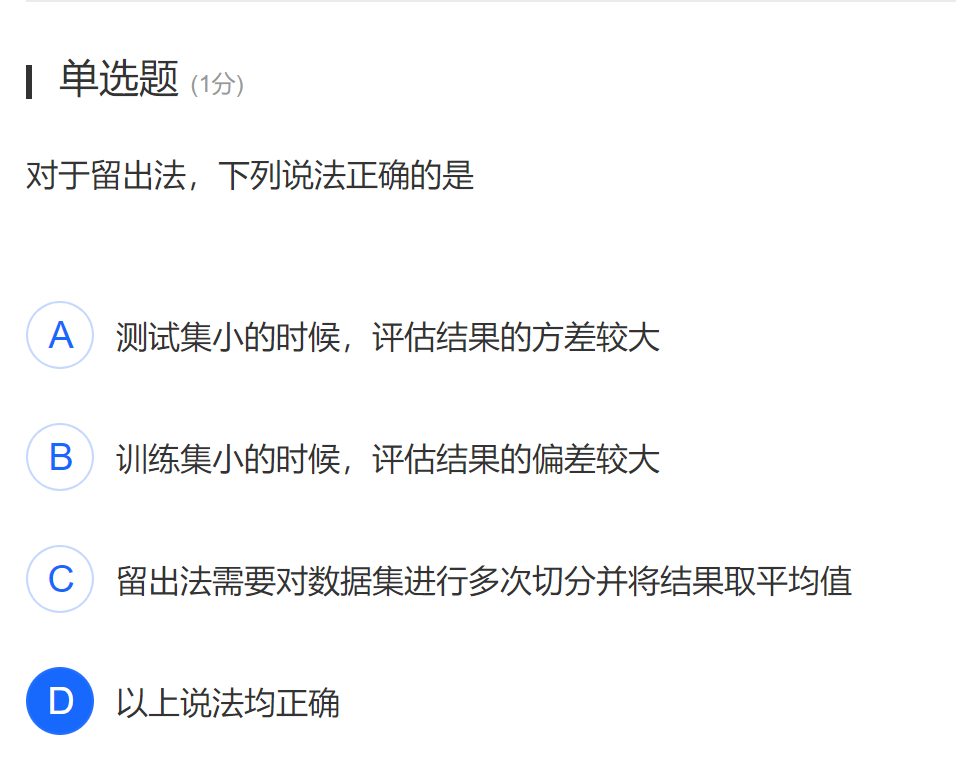 单选题 (1分)
对于留出法，下列说法正确的是
A 测试集小的时候，评估结果的方差较大
B 训练集小的时候，评估结果的偏差较大
C 留出法需要对数据集进行多次切分并将结果取平均值
D 以上说法均正确